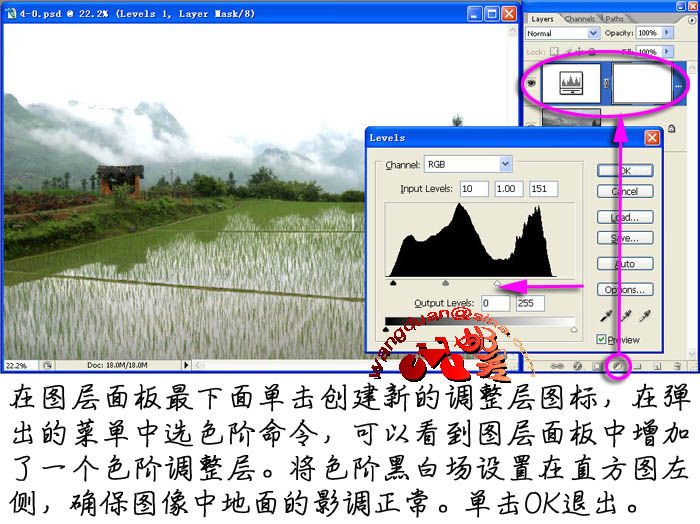 4-0.psd @ 22.2% (Levels 1, Layer Mask/8)
Layers Channels Paths
Normal Opacity: 100%
Lock: Fill: 100%
Levels
Channel: RGB
OK
Input Levels: 10 1.00 151
Cancel
Load...
Save...
Auto
Options...
Output Levels: 0 255
Preview
wangquan@sina.com
22.2% Doc: 18.0M/18.0M
在图层面板最下面单击创建新的调整层图标，在弹
出的菜单中选色阶命令，可以看到图层面板中增加
了一个色阶调整层。将色阶黑白场设置在直方图左
侧，确保图像中地面的影调正常。单击OK退出。